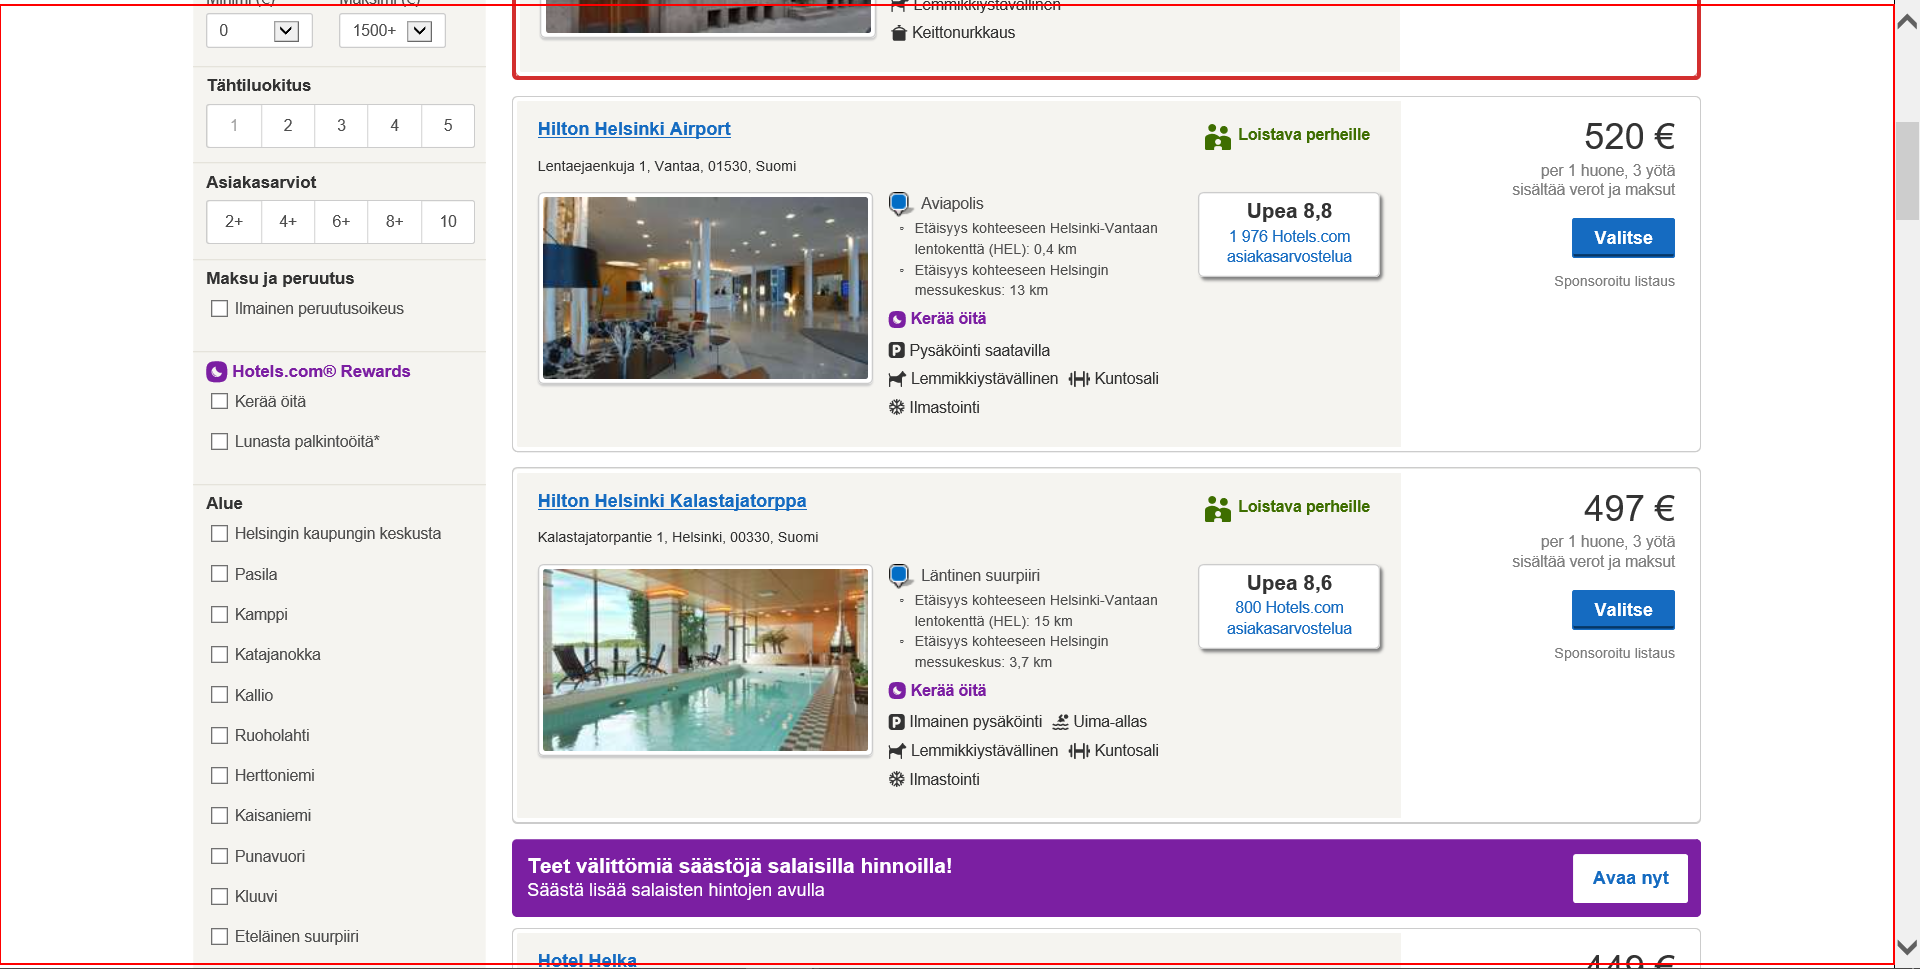 Minimi (€) Maksimi (€)
0 1500+
Tähtiluokitus
1 2 3 4 5
Asiakasarviot
2+ 4+ 6+ 8+ 10
Maksu ja peruutus
Ilmainen peruutusoikeus
Hotels.com® Rewards
Kerää öitä
Lunasta palkintoöitä*
Alue
Helsingin kaupungin keskusta
Pasila
Kamppi
Katajanokka
Kallio
Ruoholahti
Herttoniemi
Kaisaniemi
Punavuori
Kluuvi
Eteläinen suurpiiri
Lemmikkiystävällinen
Keittonurkkaus
Hilton Helsinki Airport
Lentaejaenkuja 1, Vantaa, 01530, Suomi
Aviapolis
Etäisyys kohteeseen Helsinki-Vantaan
lentokenttä (HEL): 0,4 km
Etäisyys kohteeseen Helsingin
messukeskus: 13 km
Kerää öitä
Pysäköinti saatavilla
Lemmikkiystävällinen Kuntosali
Ilmastointi
Loistava perheille
Upea 8,8
1 976 Hotels.com
asiakasarvostelua
520 €
per 1 huone, 3 yötä
sisältää verot ja maksut
Valitse
Sponsoroitu listaus
Hilton Helsinki Kalastajatorppa
Kalastajatorpantie 1, Helsinki, 00330, Suomi
Läntinen suurpiiri
Etäisyys kohteeseen Helsinki-Vantaan
lentokenttä (HEL): 15 km
Etäisyys kohteeseen Helsingin
messukeskus: 3,7 km
Kerää öitä
Ilmainen pysäköinti Uima-allas
Lemmikkiystävällinen Kuntosali
Ilmastointi
Loistava perheille
Upea 8,6
800 Hotels.com
asiakasarvostelua
497 €
per 1 huone, 3 yötä
sisältää verot ja maksut
Valitse
Sponsoroitu listaus
Teet välittömiä säästöjä salaisilla hinnoilla!
Säästä lisää salaisten hintojen avulla
Avaa nyt
Hotel Helka
449 €